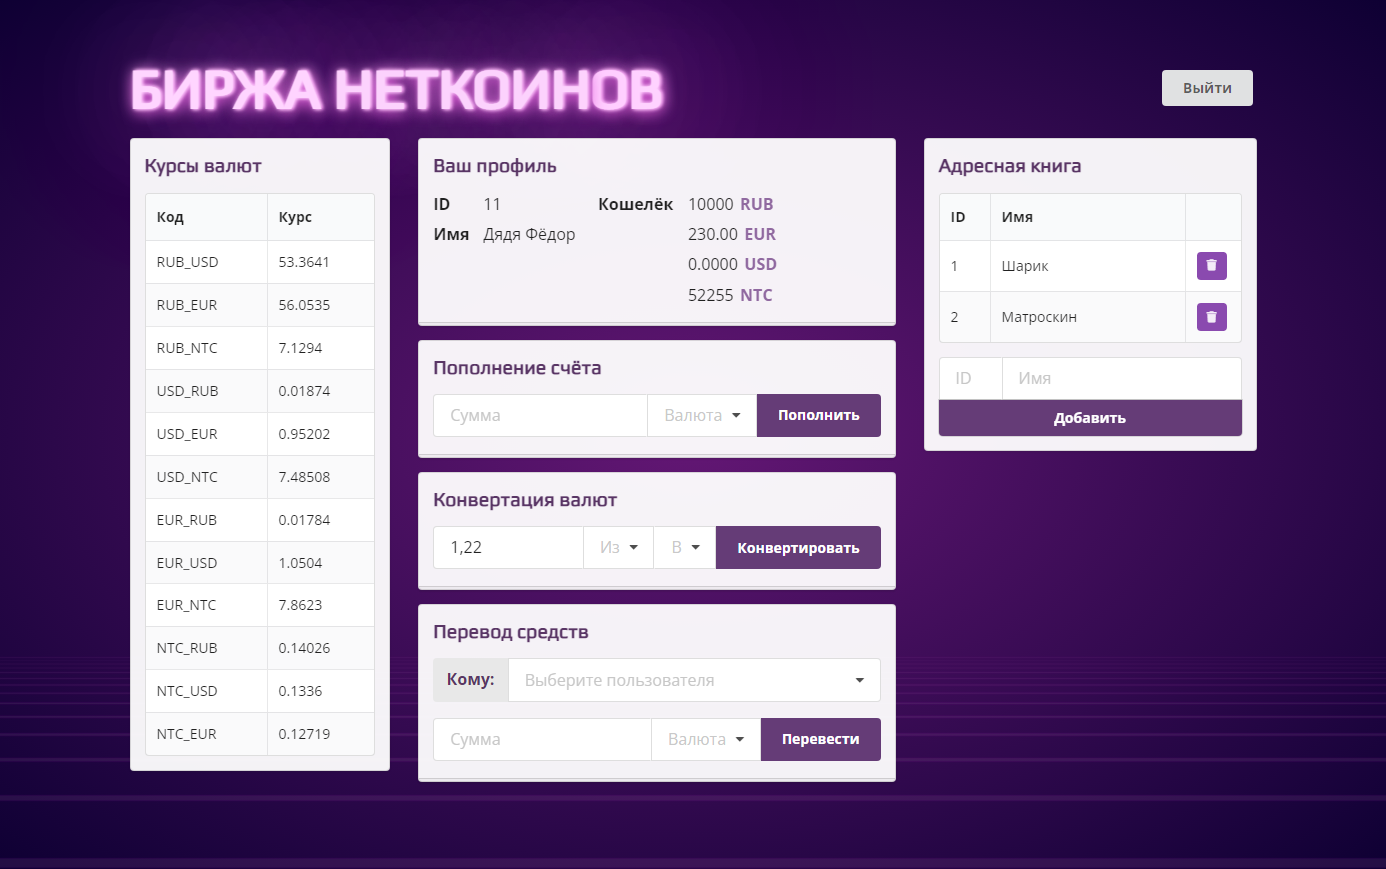 БИРЖА НЕТКОИНОВ
Выйти
Курсы валют
Код Курс
RUB_USD 53.3641
RUB_EUR 56.0535
RUB_NTC 7.1294
USD_RUB 0.01874
USD_EUR 0.95202
USD_NTC 7.48508
EUR_RUB 0.01784
EUR_USD 1.0504
EUR_NTC 7.8623
NTC_RUB 0.14026
NTC_USD 0.1336
NTC_EUR 0.12719
Ваш профиль
ID 11 Кошелёк 10000 RUB
Имя Дядя Фёдор 230.00 EUR
0.0000 USD
52255 NTC
Пополнение счёта
Сумма Валюта Пополнить
Конвертация валют
1,22 Из В Конвертировать
Перевод средств
Кому: Выберите пользователя
Сумма Валюта Перевести
Адресная книга
ID Имя
1 Шарик
2 Матроскин
ID Имя
Добавить